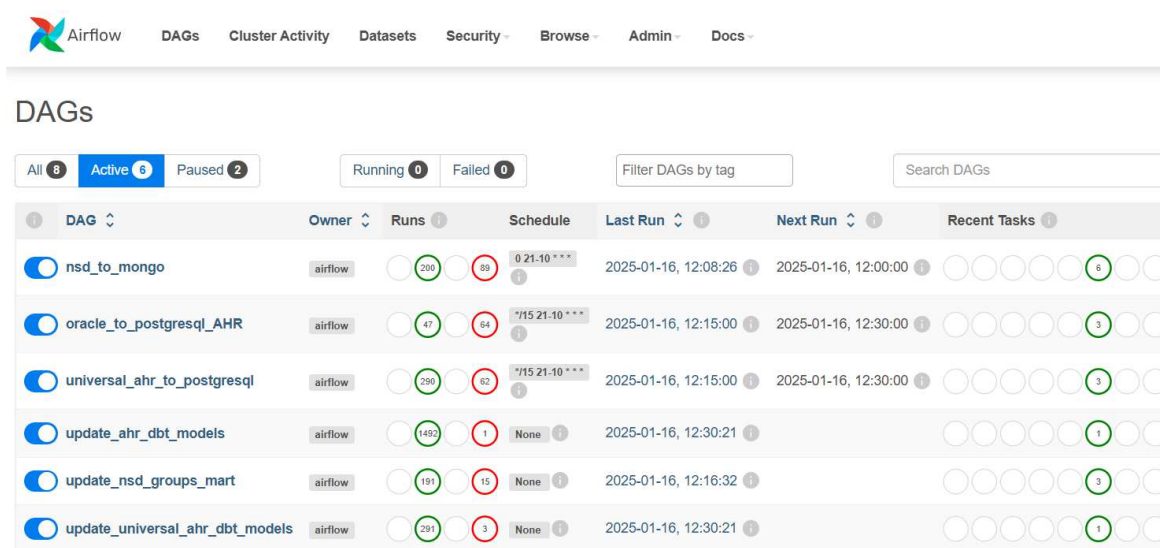 Airflow DAGs Cluster Activity Datasets Security Browse Admin Docs
DAGs
All 8 Active 6 Paused 2 Running 0 Failed 0 Filter DAGs by tag Search DAGs
DAG Owner Runs Schedule Last Run Next Run Recent Tasks
nsd_to_mongo airflow 200 89 0 21-10 * * * 2025-01-16, 12:08:26 2025-01-16, 12:00:00 6
oracle_to_postgresql_AHR airflow 47 64 */15 21-10 * * * 2025-01-16, 12:15:00 2025-01-16, 12:30:00 3
universal_ahr_to_postgresql airflow 290 62 */15 21-10 * * * 2025-01-16, 12:15:00 2025-01-16, 12:30:00 3
update_ahr_dbt_models airflow 1492 1 None 2025-01-16, 12:30:21 1
update_nsd_groups_mart airflow 191 15 None 2025-01-16, 12:16:32 3
update_universal_ahr_dbt_models airflow 291 3 None 2025-01-16, 12:30:21 1